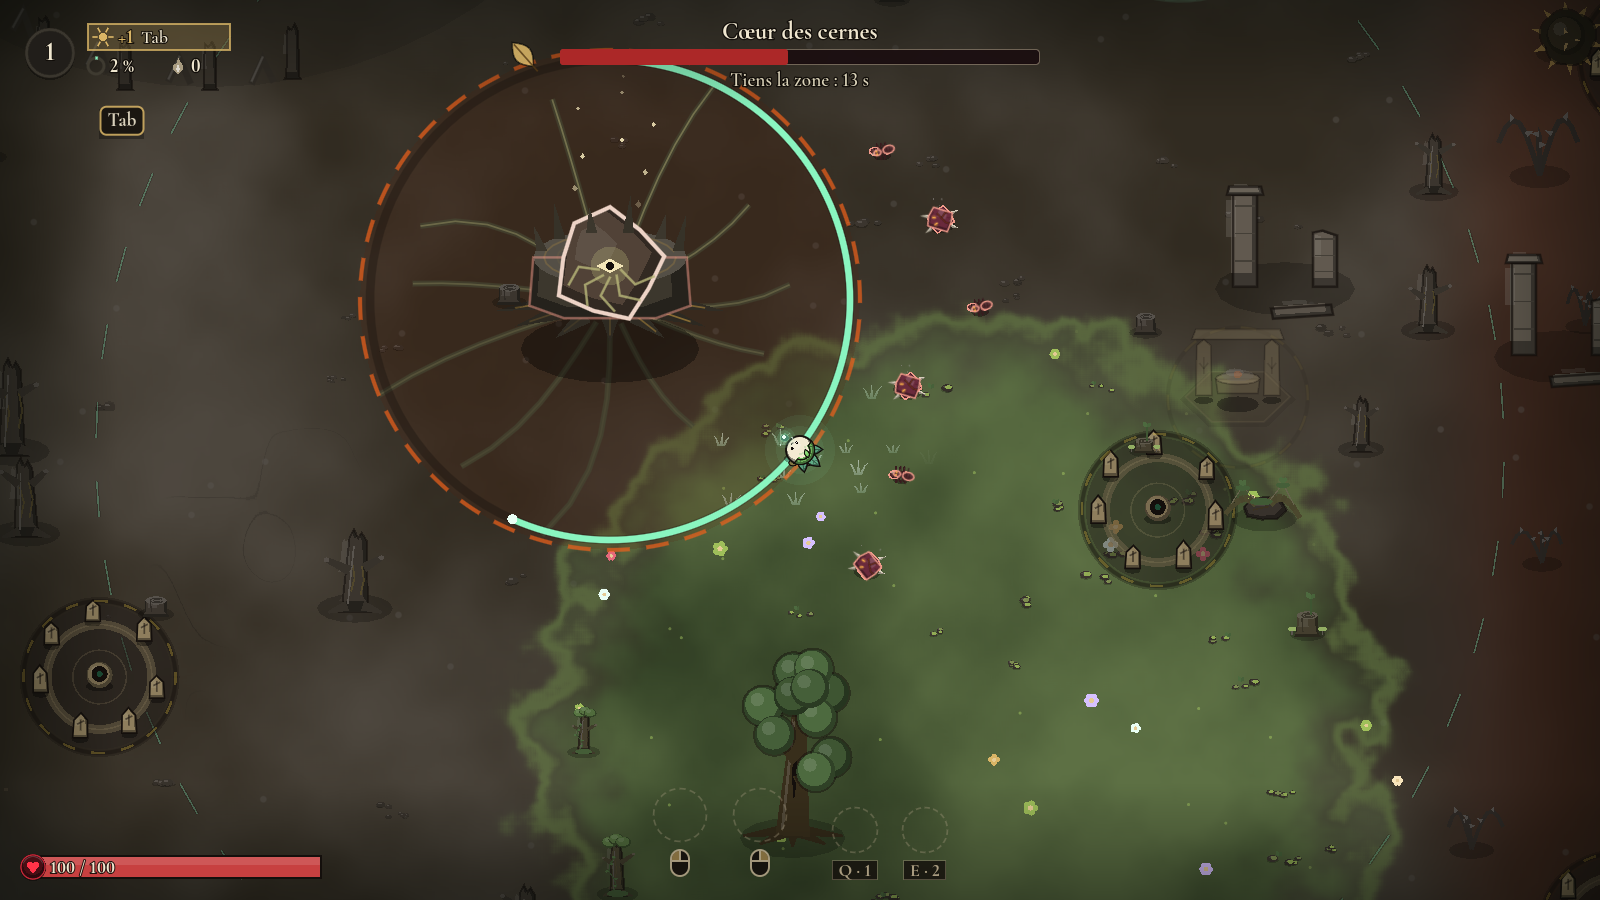 Cœur des cernes
1
+1 Tab
2 %
0
Tiens la zone : 13 s
Tab
100 / 100
Q · 1
E · 2